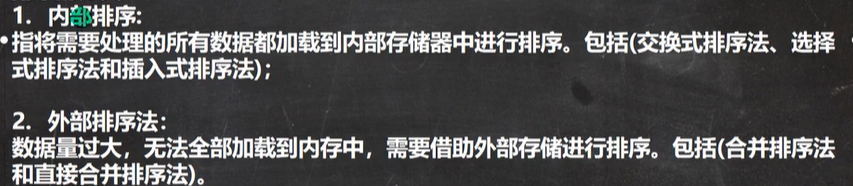 1. 内部排序:
•指将需要处理的所有数据都加载到内部存储器中进行排序。包括(交换式排序法、选择
式排序法和插入式排序法);
2. 外部排序法:
数据量过大，无法全部加载到内存中，需要借助外部存储进行排序。包括(合并排序法
和直接合并排序法)。